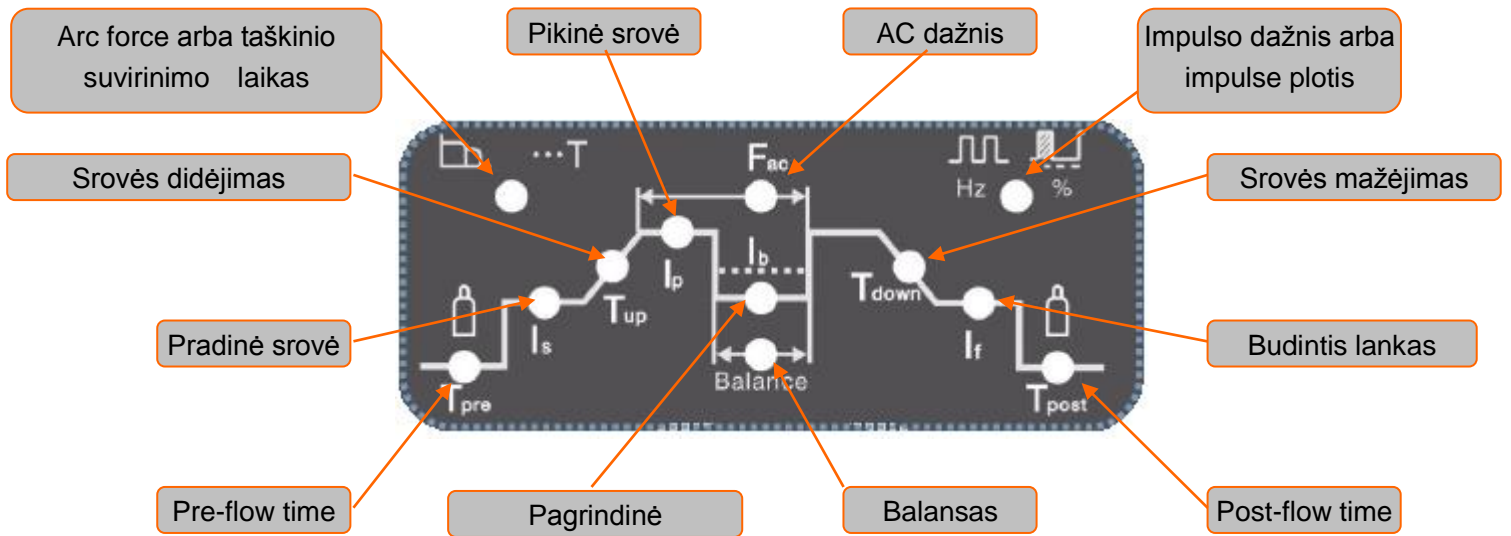 Arc force arba taškinio
suvirinimo laikas
Pikinė srovė
AC dažnis
Impulso dažnis arba
impulse plotis
...T
Fac
Hz
%
Srovės didėjimas
Srovės mažėjimas
Ip
Ib
Tup
Tdown
Is
If
Pradinė srovė
Budintis lankas
Balance
Tpre
Tpost
Pre-flow time
Pagrindinė
Balansas
Post-flow time